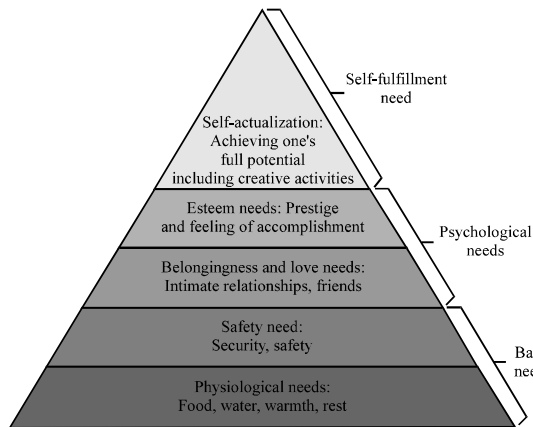 Self-fulfillment
need
Self-actualization:
Achieving one's
full potential
including creative activities
Esteem needs: Prestige
and feeling of accomplishment
Psychological
needs
Belongingness and love needs:
Intimate relationships, friends
Safety need:
Security, safety
Physiological needs:
Food, water, warmth, rest